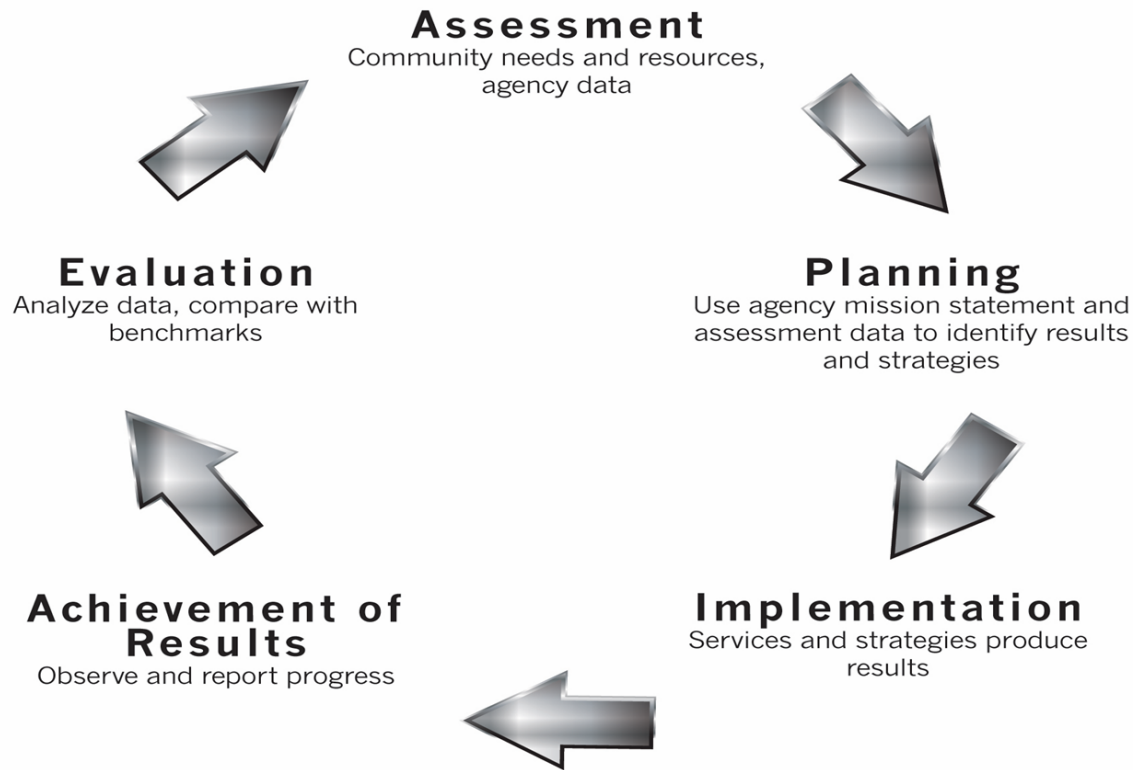 Assessment
Community needs and resources,
agency data
Planning
Use agency mission statement and
assessment data to identify results
and strategies
Implementation
Services and strategies produce
results
Achievement of
Results
Observe and report progress
Evaluation
Analyze data, compare with
benchmarks